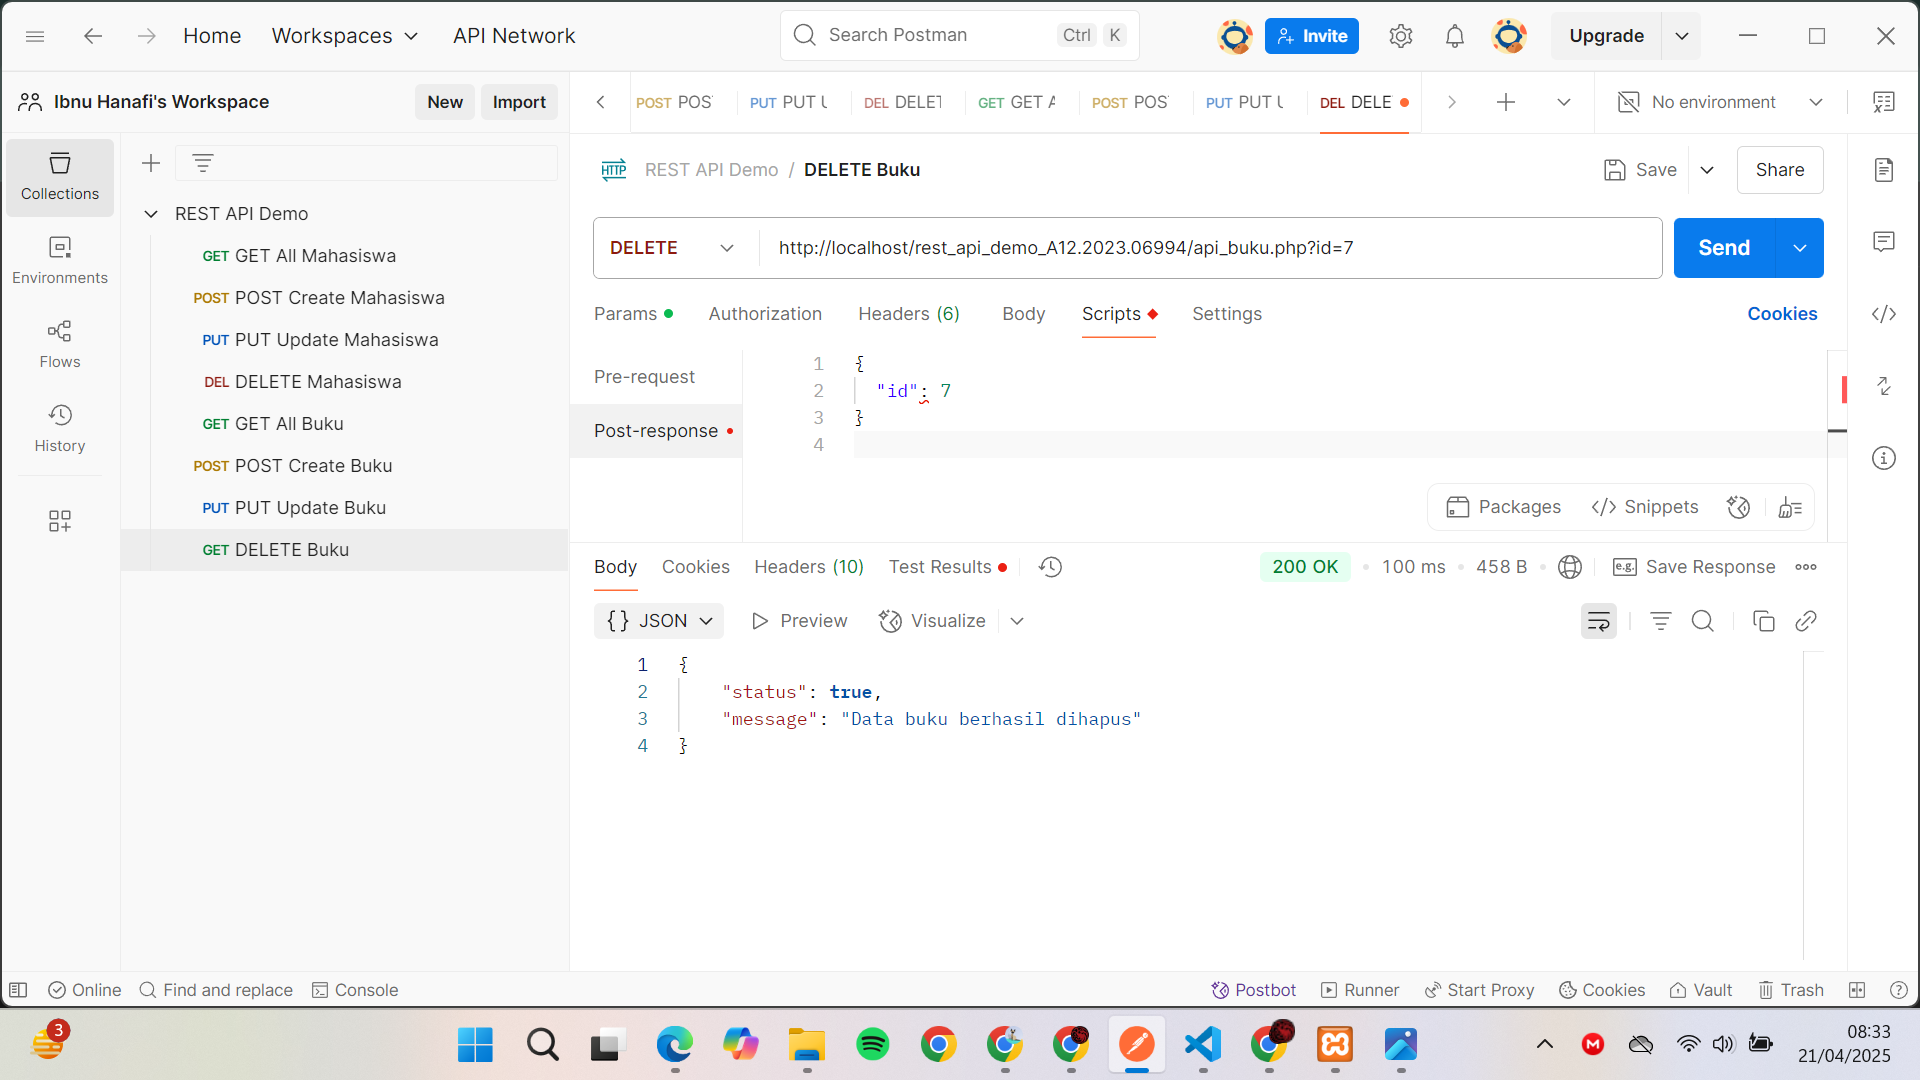 Home Workspaces API Network Search Postman Ctrl K Invite Upgrade
Ibnu Hanafi's Workspace New Import POST POS PUT PUT U DEL DELET GET GET A POST POS PUT PUT U DEL DELE No environment
Collections
Environments
Flows
History
REST API Demo
GET GET All Mahasiswa
POST POST Create Mahasiswa
PUT PUT Update Mahasiswa
DEL DELETE Mahasiswa
GET GET All Buku
POST POST Create Buku
PUT PUT Update Buku
GET DELETE Buku
HTTP REST API Demo / DELETE Buku Save Share
DELETE http://localhost/rest_api_demo_A12.2023.06994/api_buku.php?id=7 Send
Params Authorization Headers (6) Body Scripts Settings Cookies
Pre-request
Post-response
1 {
2 "id": 7
3 }
4
Packages </> Snippets
Body Cookies Headers (10) Test Results 200 OK 100 ms 458 B e.g. Save Response
{} JSON Preview Visualize
1 {
2 "status": true,
3 "message": "Data buku berhasil dihapus"
4 }
Online Find and replace Console Postbot Runner Start Proxy Cookies Vault Trash
3 M 08:33
21/04/2025